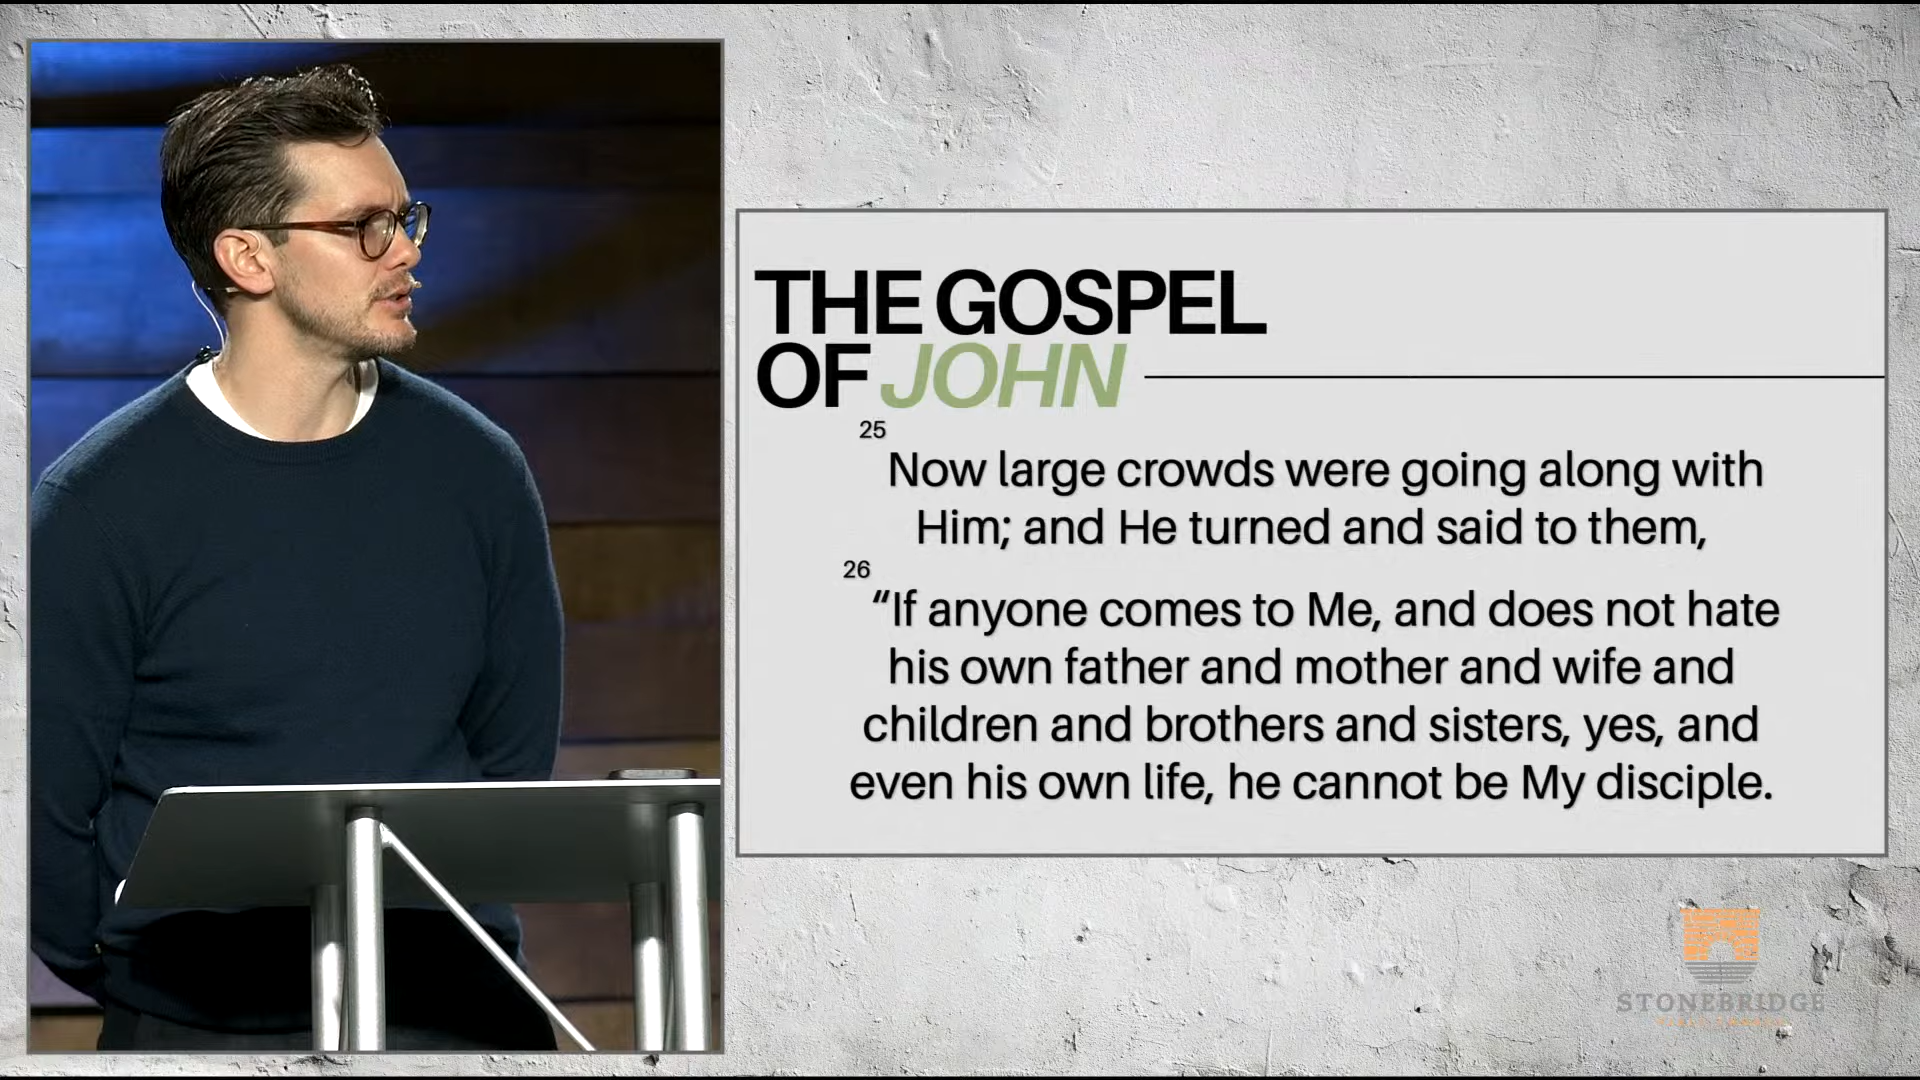 THE GOSPEL
OF JOHN
25
Now large crowds were going along with
Him; and He turned and said to them,
26
“If anyone comes to Me, and does not hate
his own father and mother and wife and
children and brothers and sisters, yes, and
even his own life, he cannot be My disciple.
STONEBRIDGE